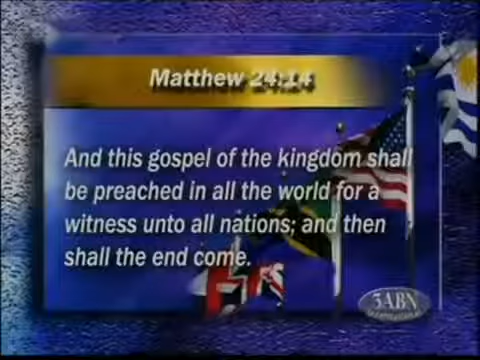 Matthew 24:14
And this gospel of the kingdom shall
be preached in all the world for a
witness unto all nations; and then
shall the end come.
3ABN
INTERNATIONAL